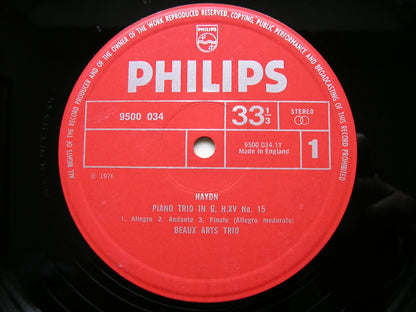 ALL RIGHTS OF THE RECORD PRODUCER AND OF THE OWNER OF THE WORK REPRODUCED RESERVED. COPYING, PUBLIC PERFORMANCE AND BROADCASTING OF THIS RECORD PROHIBITED
PHILIPS
PHILIPS
9500 034
33 1/3
STEREO
9500 034.1Y
Made in England
1
℗ 1976
HAYDN
PIANO TRIO IN G, H.XV No. 15
1. Allegro 2. Andante 3. Finale (Allegro moderato)
BEAUX ARTS TRIO